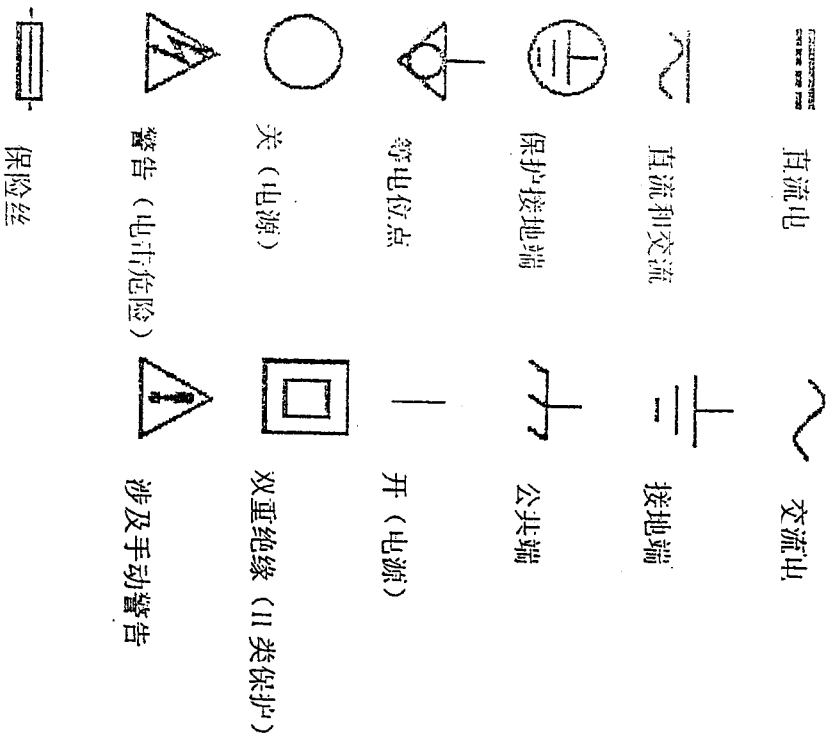 直流电 交流电
直流和交流 接地端
保护接地端 公共端
等电位点 开（电源）
关（电源） 双重绝缘（II 类保护）
警告（电击危险） 涉及手动警告
保险丝